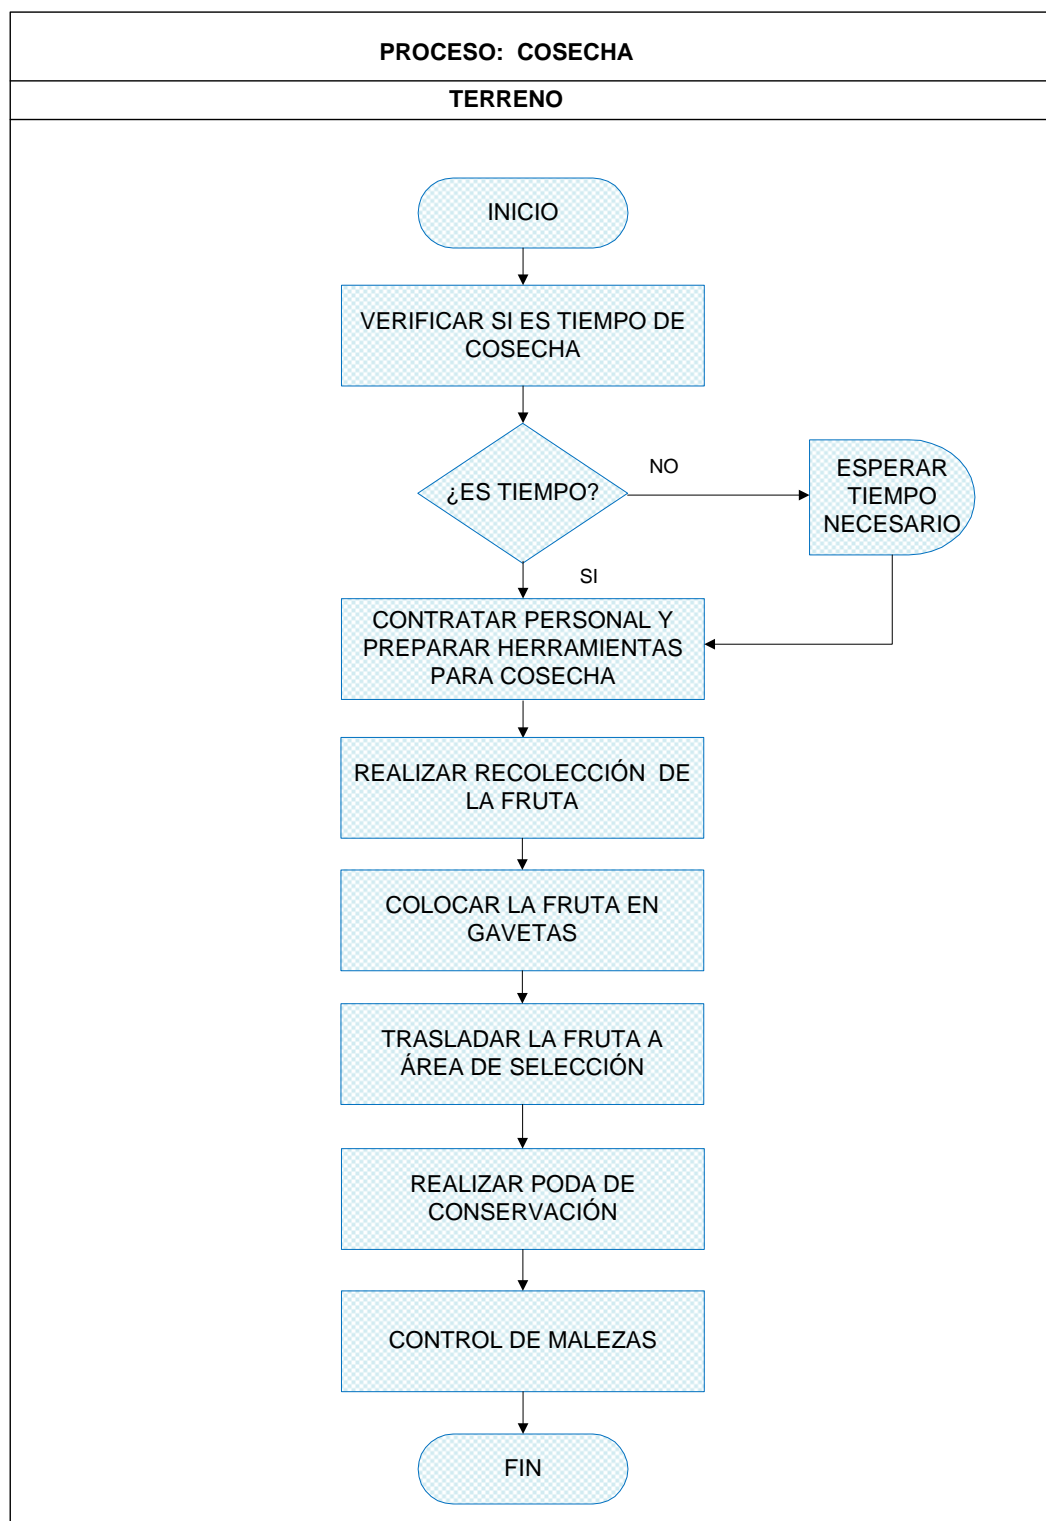 PROCESO:  COSECHA
TERRENO
INICIO
VERIFICAR SI ES TIEMPO DE
COSECHA
¿ES TIEMPO?
NO
ESPERAR
TIEMPO
NECESARIO
SI
CONTRATAR PERSONAL Y
PREPARAR HERRAMIENTAS
PARA COSECHA
REALIZAR RECOLECCIÓN  DE
LA FRUTA
COLOCAR LA FRUTA EN
GAVETAS
TRASLADAR LA FRUTA A
ÁREA DE SELECCIÓN
REALIZAR PODA DE
CONSERVACIÓN
CONTROL DE MALEZAS
FIN